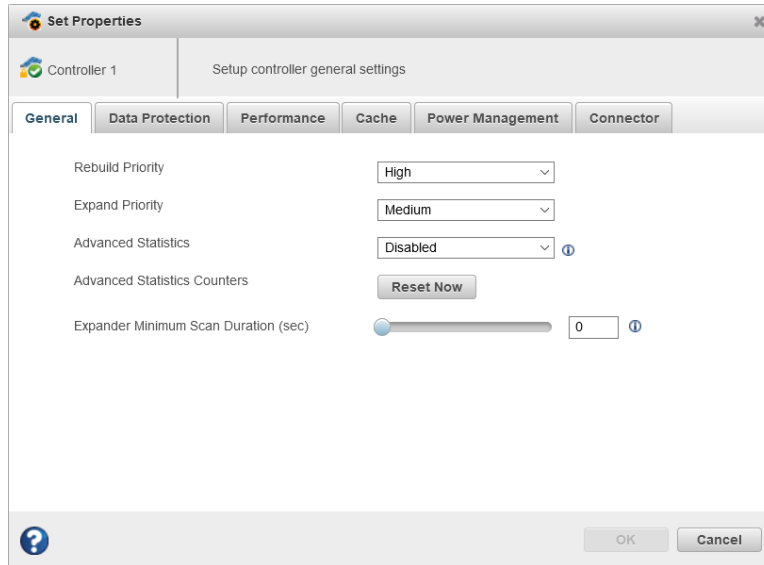 Set Properties
Controller 1
Setup controller general settings
General Data Protection Performance Cache Power Management Connector
Rebuild Priority High
Expand Priority Medium
Advanced Statistics Disabled
Advanced Statistics Counters Reset Now
Expander Minimum Scan Duration (sec) 0
OK Cancel